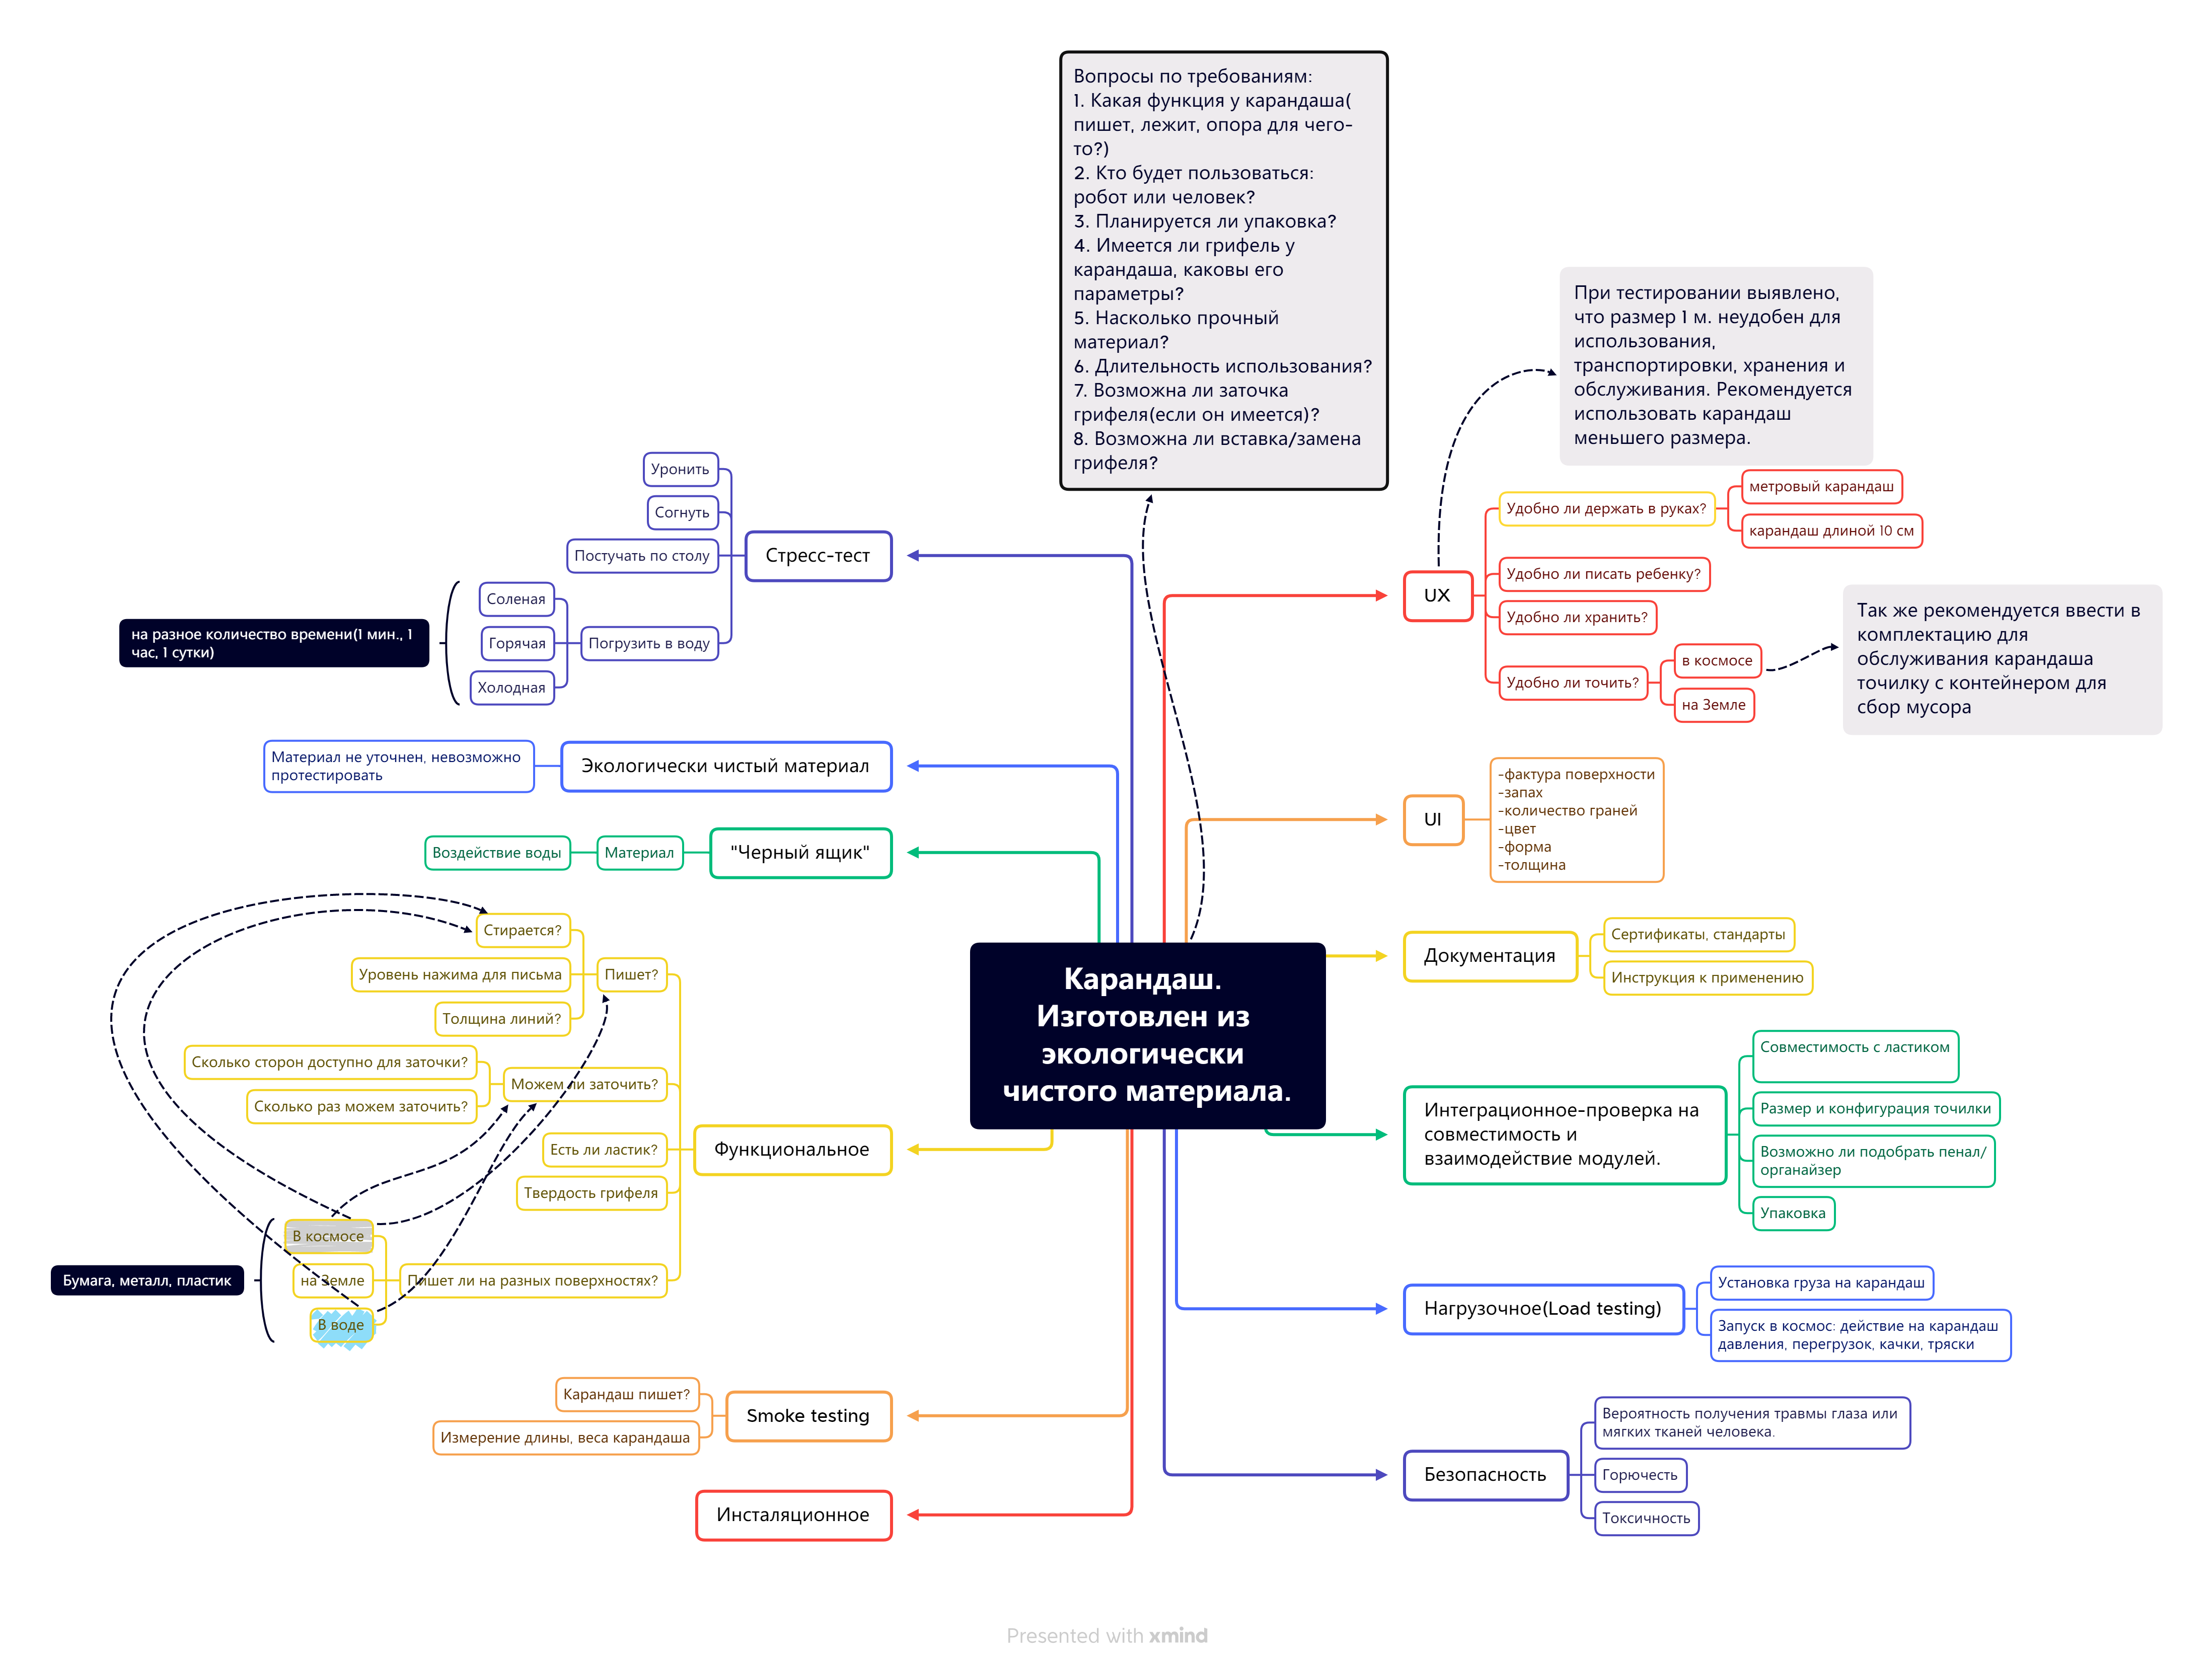 Вопросы по требованиям:
1. Какая функция у карандаша(
пишет, лежит, опора для чего-
то?)
2. Кто будет пользоваться:
робот или человек?
3. Планируется ли упаковка?
4. Имеется ли грифель у
карандаша, каковы его
параметры?
5. Насколько прочный
материал?
6. Длительность использования?
7. Возможна ли заточка
грифеля(если он имеется)?
8. Возможна ли вставка/замена
грифеля?
Карандаш.
Изготовлен из
экологически
чистого материала.
При тестировании выявлено,
что размер 1 м. неудобен для
использования,
транспортировки, хранения и
обслуживания. Рекомендуется
использовать карандаш
меньшего размера.
UX
Удобно ли держать в руках?
метровый карандаш
карандаш длиной 10 см
Удобно ли писать ребенку?
Удобно ли хранить?
Удобно ли точить?
в космосе
на Земле
Так же рекомендуется ввести в
комплектацию для
обслуживания карандаша
точилку с контейнером для
сбор мусора
UI
-фактура поверхности
-запах
-количество граней
-цвет
-форма
-толщина
Документация
Сертификаты, стандарты
Инструкция к применению
Интеграционное-проверка на
совместимость и
взаимодействие модулей.
Совместимость с ластиком
Размер и конфигурация точилки
Возможно ли подобрать пенал/
органайзер
Упаковка
Нагрузочное(Load testing)
Установка груза на карандаш
Запуск в космос: действие на карандаш
давления, перегрузок, качки, тряски
Безопасность
Вероятность получения травмы глаза или
мягких тканей человека.
Горючесть
Токсичность
Стресс-тест
Уронить
Согнуть
Постучать по столу
Погрузить в воду
Соленая
Горячая
Холодная
на разное количество времени(1 мин., 1
час, 1 сутки)
Экологически чистый материал
Материал не уточнен, невозможно
протестировать
"Черный ящик"
Материал
Воздействие воды
Функциональное
Пишет?
Стирается?
Уровень нажима для письма
Толщина линий?
Можем ли заточить?
Сколько сторон доступно для заточки?
Сколько раз можем заточить?
Есть ли ластик?
Твердость грифеля
Пишет ли на разных поверхностях?
В космосе
на Земле
В воде
Бумага, металл, пластик
Smoke testing
Карандаш пишет?
Измерение длины, веса карандаша
Инсталяционное
Presented with xmind